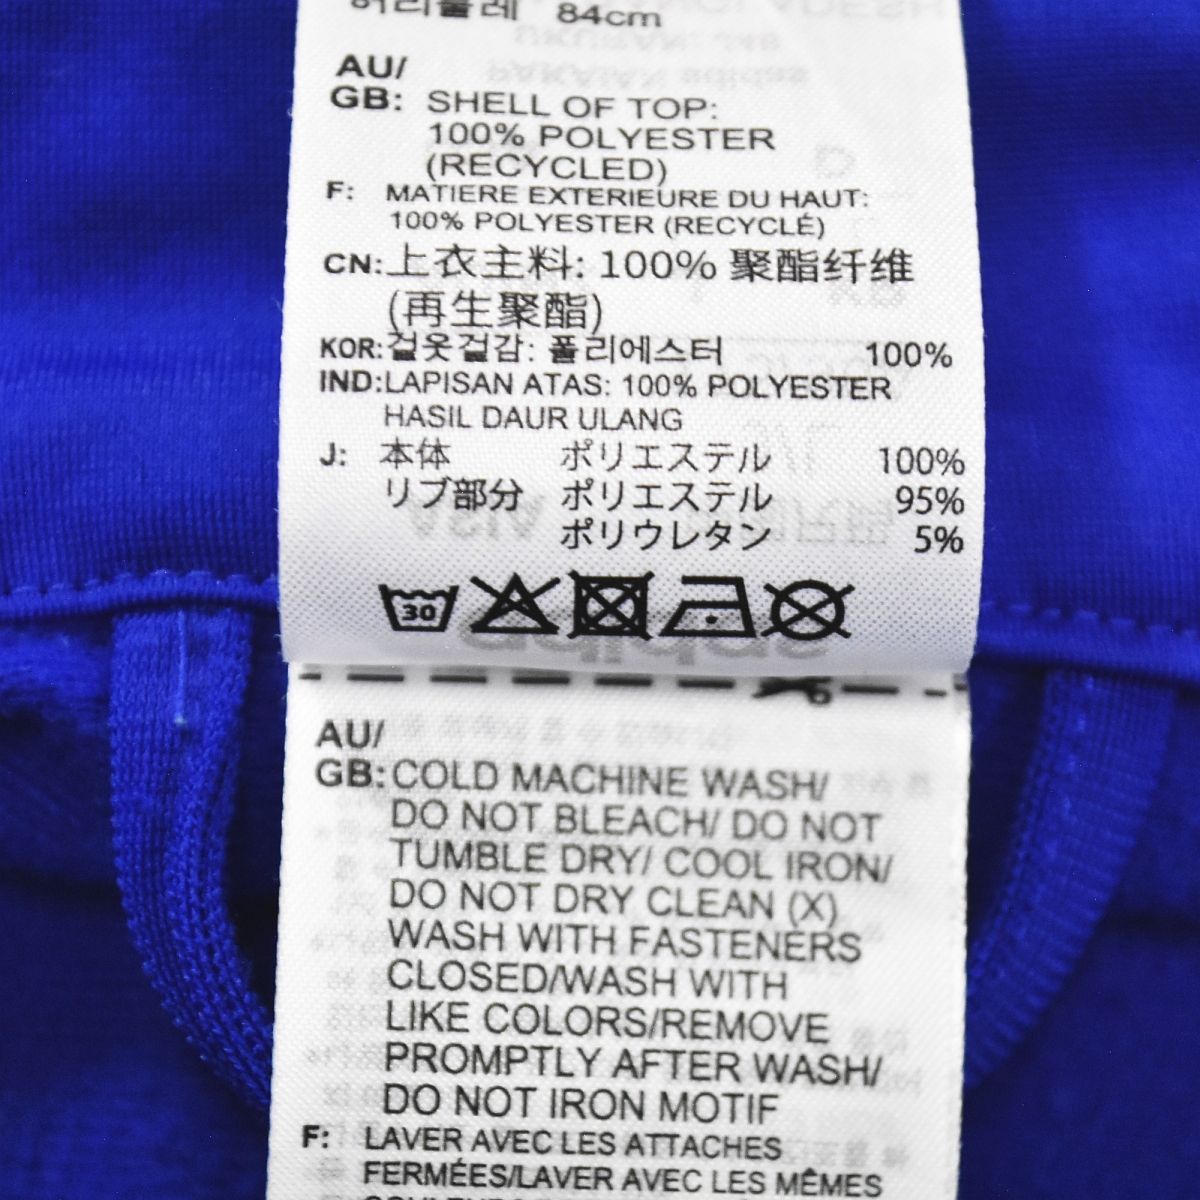 허리둘레 84cm
AU/
GB: SHELL OF TOP:
100% POLYESTER
(RECYCLED)
F: MATIERE EXTERIEURE DU HAUT:
100% POLYESTER (RECYCLÉ)
CN: 上衣主料: 100% 聚酯纤维
(再生聚酯)
KOR: 겉옷겉감: 폴리에스터 100%
IND: LAPISAN ATAS: 100% POLYESTER
HASIL DAUR ULANG
J: 本体 ポリエステル 100%
リブ部分 ポリエステル 95%
ポリウレタン 5%
30
AU/
GB: COLD MACHINE WASH/
DO NOT BLEACH/ DO NOT
TUMBLE DRY/ COOL IRON/
DO NOT DRY CLEAN (X)
WASH WITH FASTENERS
CLOSED/WASH WITH
LIKE COLORS/REMOVE
PROMPTLY AFTER WASH/
DO NOT IRON MOTIF
F: LAVER AVEC LES ATTACHES
FERMÉES/LAVER AVEC LES MÊMES